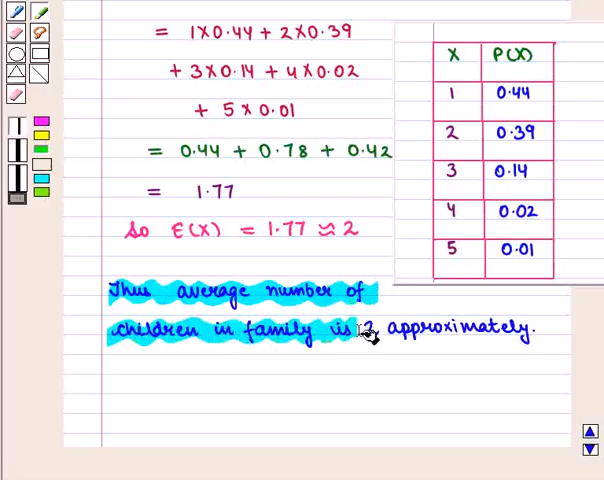 = 1×0.44 + 2×0.39
+ 3×0.14 + 4×0.02
+ 5×0.01
= 0.44 + 0.78 + 0.42
= 1.77
So E(X) = 1.77 ≈ 2
Thus average number of
children in family is 2 approximately.
X P(X)
1 0.44
2 0.39
3 0.14
4 0.02
5 0.01